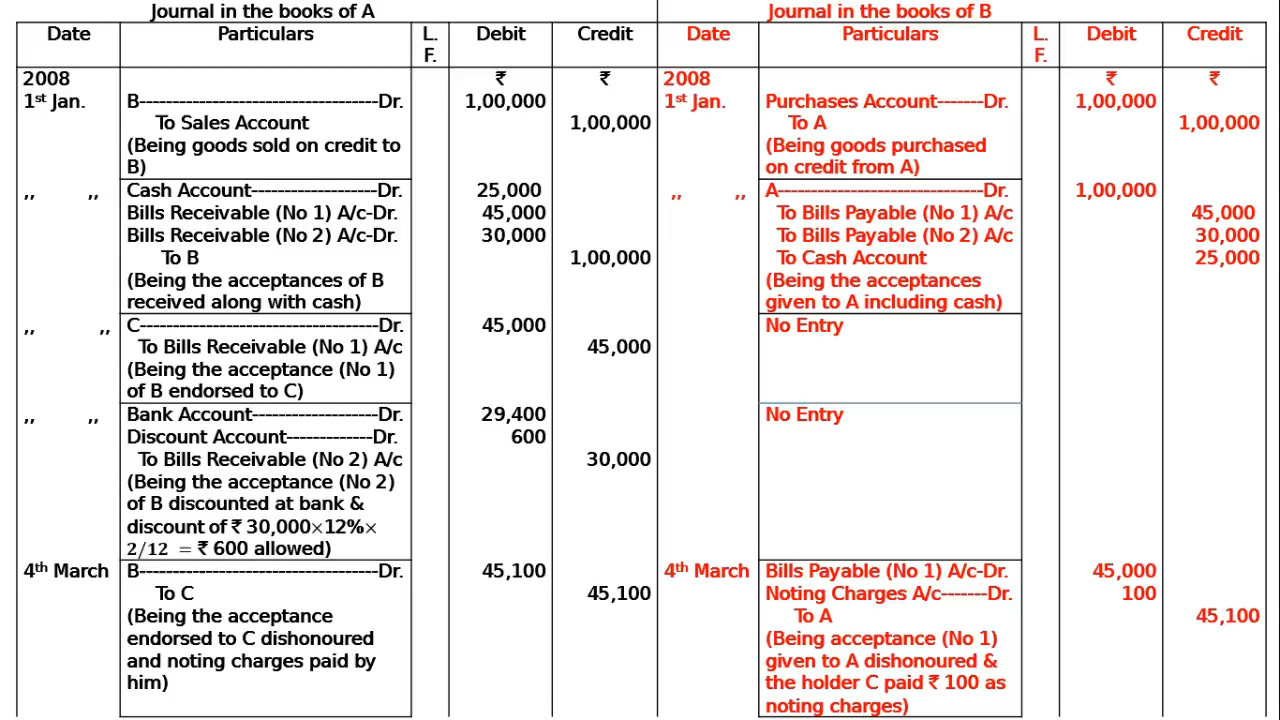 Journal in the books of A
Date Particulars L. F. Debit Credit
2008 ₹ ₹
1st Jan. B------------------------------------Dr. 1,00,000
To Sales Account 1,00,000
(Being goods sold on credit to
B)
,, ,, Cash Account-------------------Dr. 25,000
Bills Receivable (No 1) A/c-Dr. 45,000
Bills Receivable (No 2) A/c-Dr. 30,000
To B 1,00,000
(Being the acceptances of B
received along with cash)
,, ,, C------------------------------------Dr. 45,000
To Bills Receivable (No 1) A/c 45,000
(Being the acceptance (No 1)
of B endorsed to C)
,, ,, Bank Account-------------------Dr. 29,400
Discount Account-------------Dr. 600
To Bills Receivable (No 2) A/c 30,000
(Being the acceptance (No 2)
of B discounted at bank &
discount of ₹ 30,000×12%×
2/12 = ₹ 600 allowed)
4th March B------------------------------------Dr. 45,100
To C 45,100
(Being the acceptance
endorsed to C dishonoured
and noting charges paid by
him)
Journal in the books of B
Date Particulars L. F. Debit Credit
2008 ₹ ₹
1st Jan. Purchases Account-------Dr. 1,00,000
To A 1,00,000
(Being goods purchased
on credit from A)
,, ,, A-------------------------------Dr. 1,00,000
To Bills Payable (No 1) A/c 45,000
To Bills Payable (No 2) A/c 30,000
To Cash Account 25,000
(Being the acceptances
given to A including cash)
No Entry
No Entry
4th March Bills Payable (No 1) A/c-Dr. 45,000
Noting Charges A/c-------Dr. 100
To A 45,100
(Being acceptance (No 1)
given to A dishonoured &
the holder C paid ₹ 100 as
noting charges)